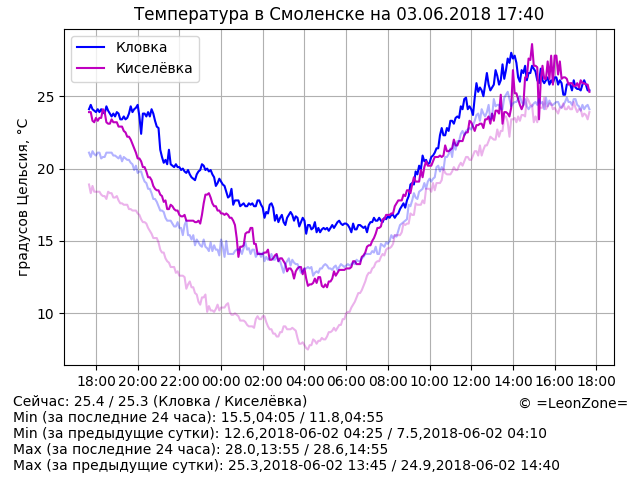 Температура в Смоленске на 03.06.2018 17:40
Кловка
Киселёвка
градусов Цельсия, °C
25
20
15
10
18:00 20:00 22:00 00:00 02:00 04:00 06:00 08:00 10:00 12:00 14:00 16:00 18:00
Сейчас: 25.4 / 25.3 (Кловка / Киселёвка)
© =LeonZone=
Min (за последние 24 часа): 15.5,04:05 / 11.8,04:55
Min (за предыдущие сутки): 12.6,2018-06-02 04:25 / 7.5,2018-06-02 04:10
Max (за последние 24 часа): 28.0,13:55 / 28.6,14:55
Max (за предыдущие сутки): 25.3,2018-06-02 13:45 / 24.9,2018-06-02 14:40